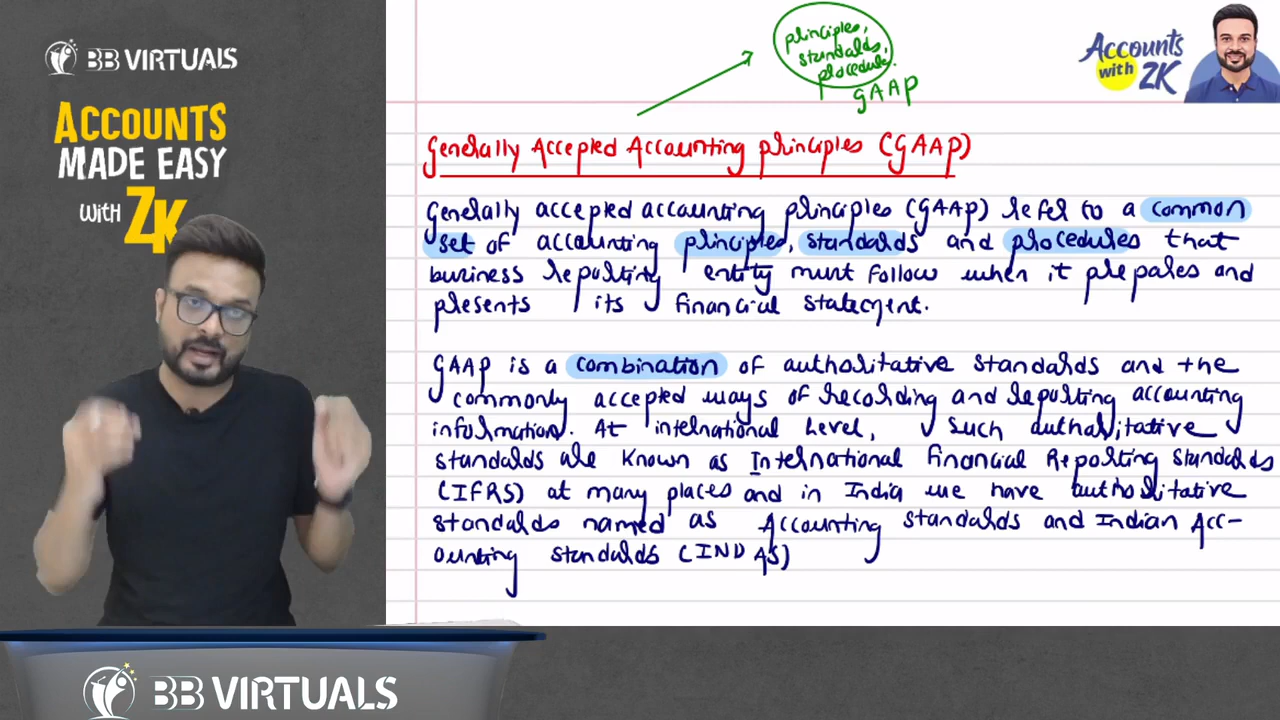 BB VIRTUALS
ACCOUNTS
MADE EASY
WITH ZK
principles,
standards,
procedure.
GAAP
Accounts
with ZK
Generally Accepted Accounting principles (GAAP)
Generally accepted accounting principles (GAAP) refer to a common
set of accounting principles, standards and procedures that
business reporting entity must follow when it prepares and
presents its financial statement.
GAAP is a combination of authoritative standards and the
commonly accepted ways of recording and reporting accounting
information. At international level, such authoritative
standards are known as International Financial Reporting Standards
(IFRS) at many places and in India we have authoritative
standards named as Accounting standards and Indian Acc-
ounting standards (IND AS)
BB VIRTUALS